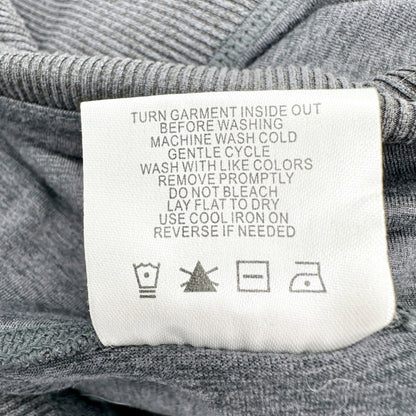 TURN GARMENT INSIDE OUT
BEFORE WASHING
MACHINE WASH COLD
GENTLE CYCLE
WASH WITH LIKE COLORS
REMOVE PROMPTLY
DO NOT BLEACH
LAY FLAT TO DRY
USE COOL IRON ON
REVERSE IF NEEDED